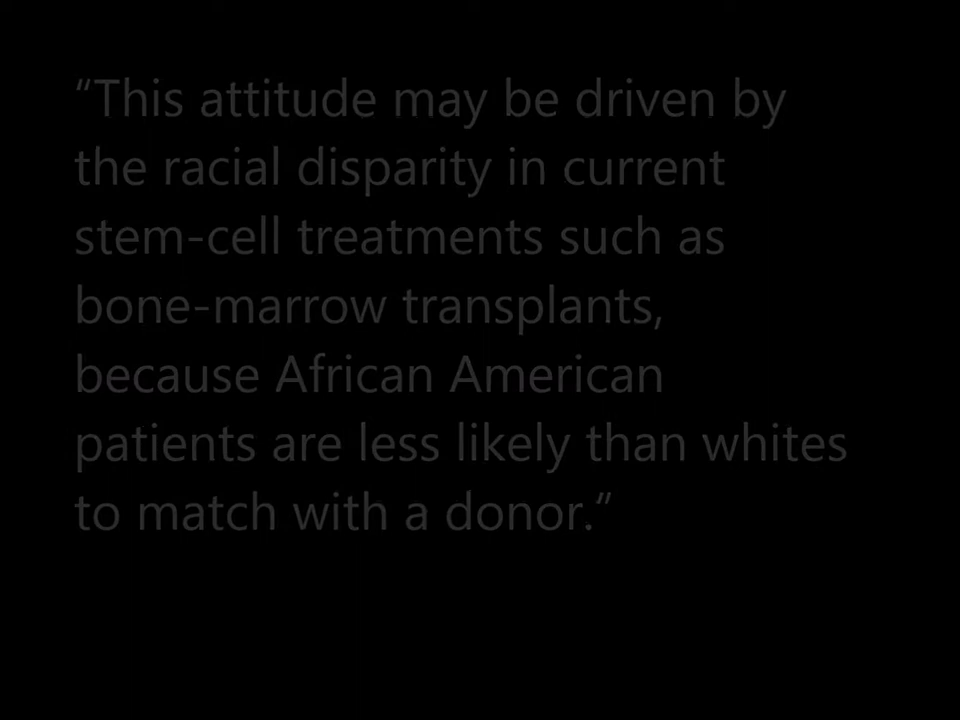 “This attitude may be driven by
the racial disparity in current
stem-cell treatments such as
bone-marrow transplants,
because African American
patients are less likely than whites
to match with a donor.”